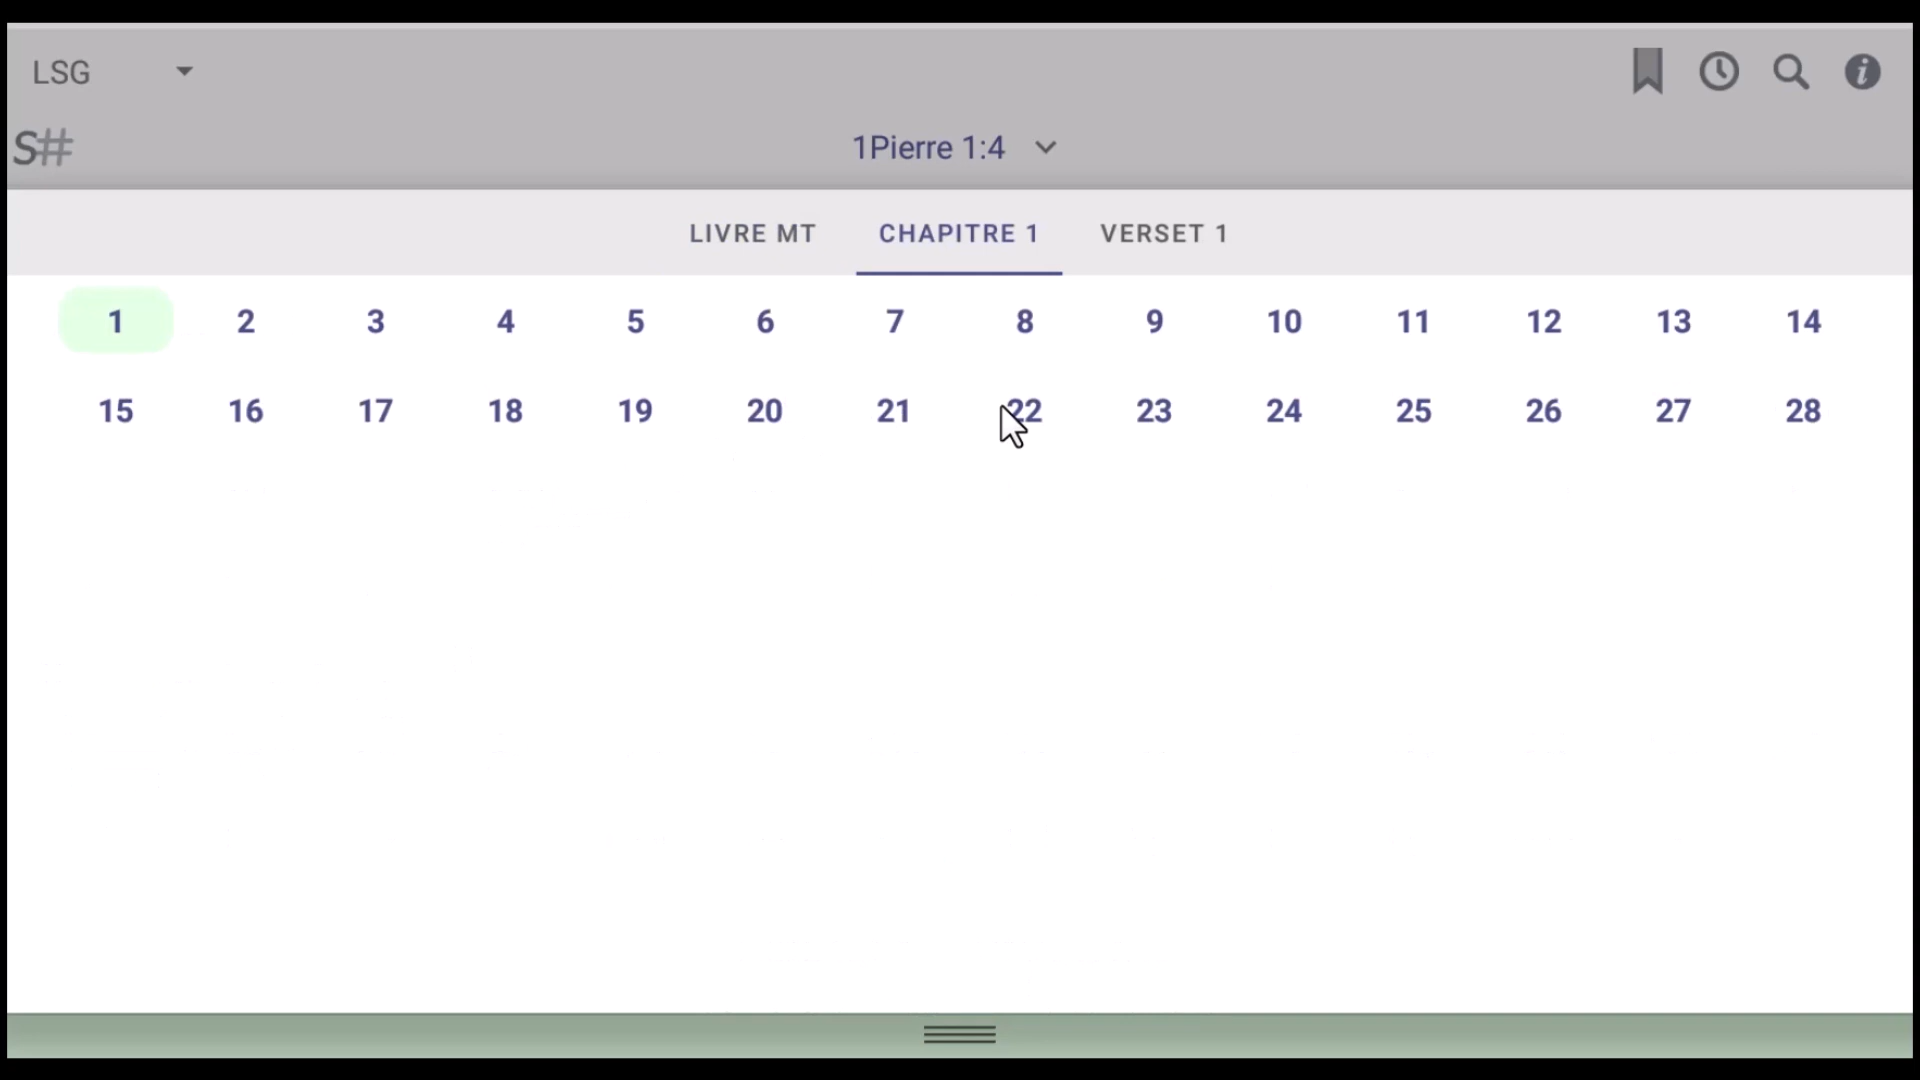 LSG
S#
1Pierre 1:4
LIVRE MT CHAPITRE 1 VERSET 1
1 2 3 4 5 6 7 8 9 10 11 12 13 14
15 16 17 18 19 20 21 22 23 24 25 26 27 28